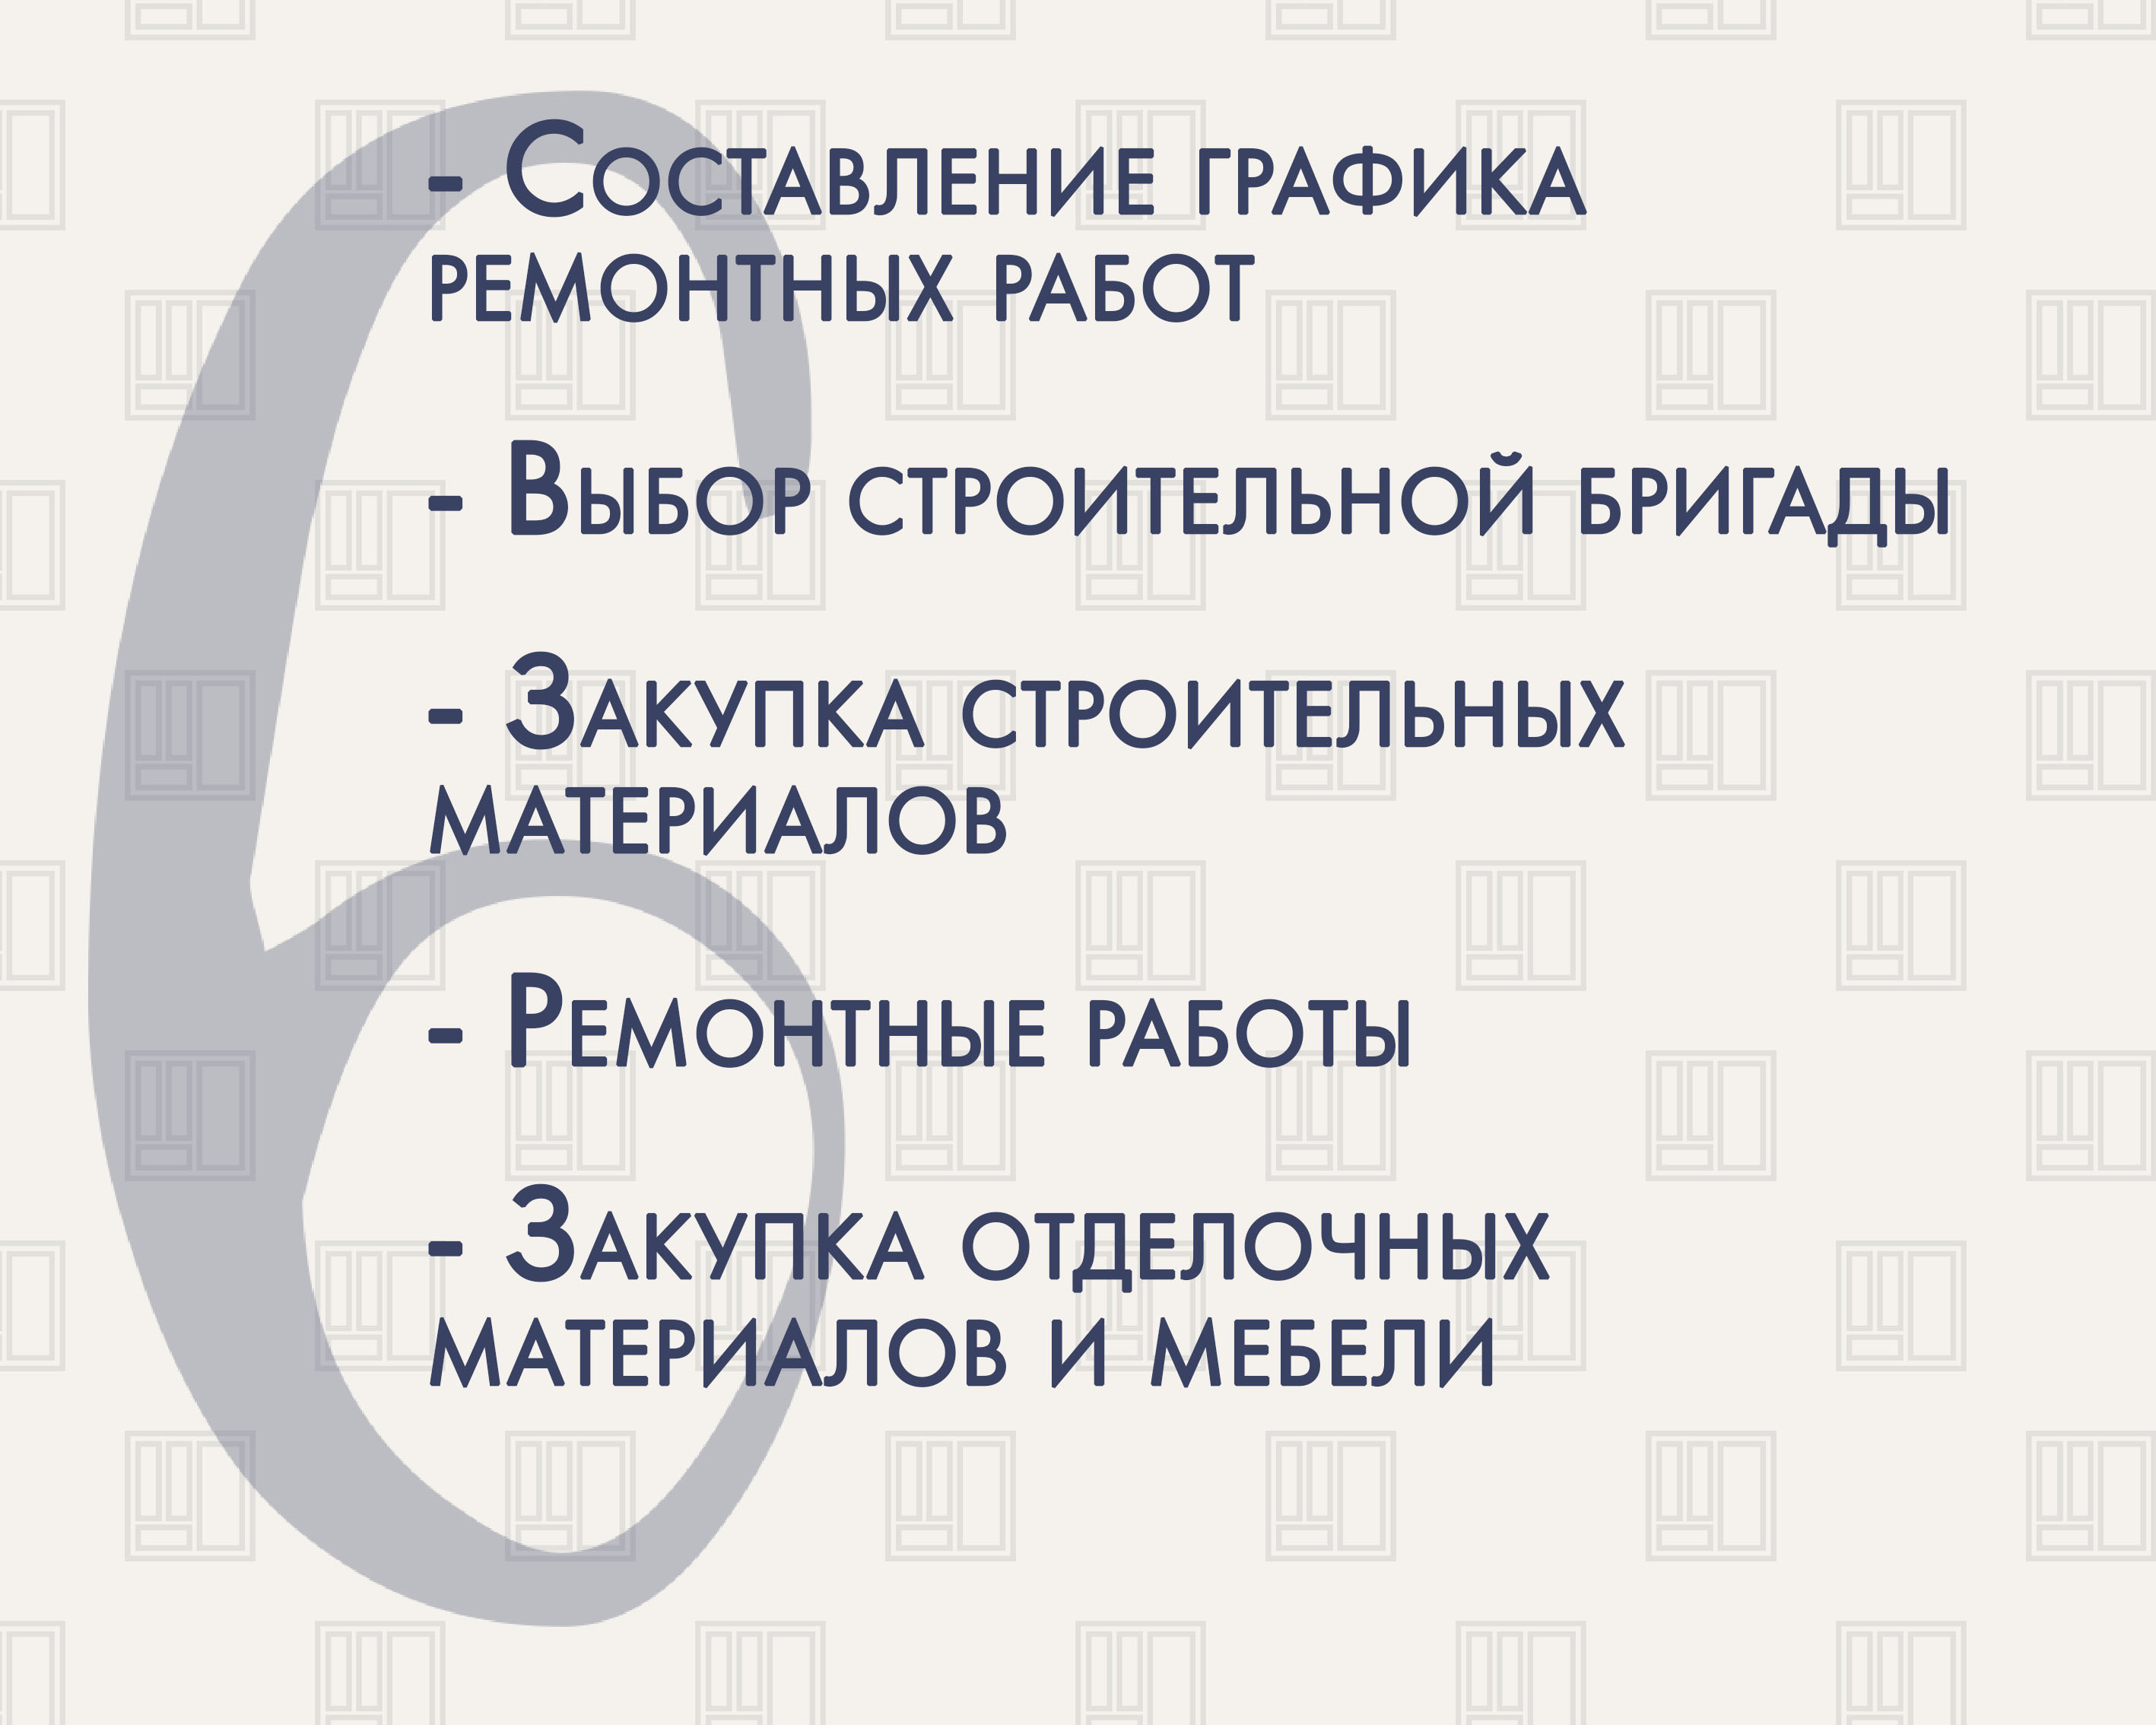 6
- Составление графика
ремонтных работ
- Выбор строительной бригады
- Закупка строительных
материалов
- Ремонтные работы
- Закупка отделочных
материалов и мебели